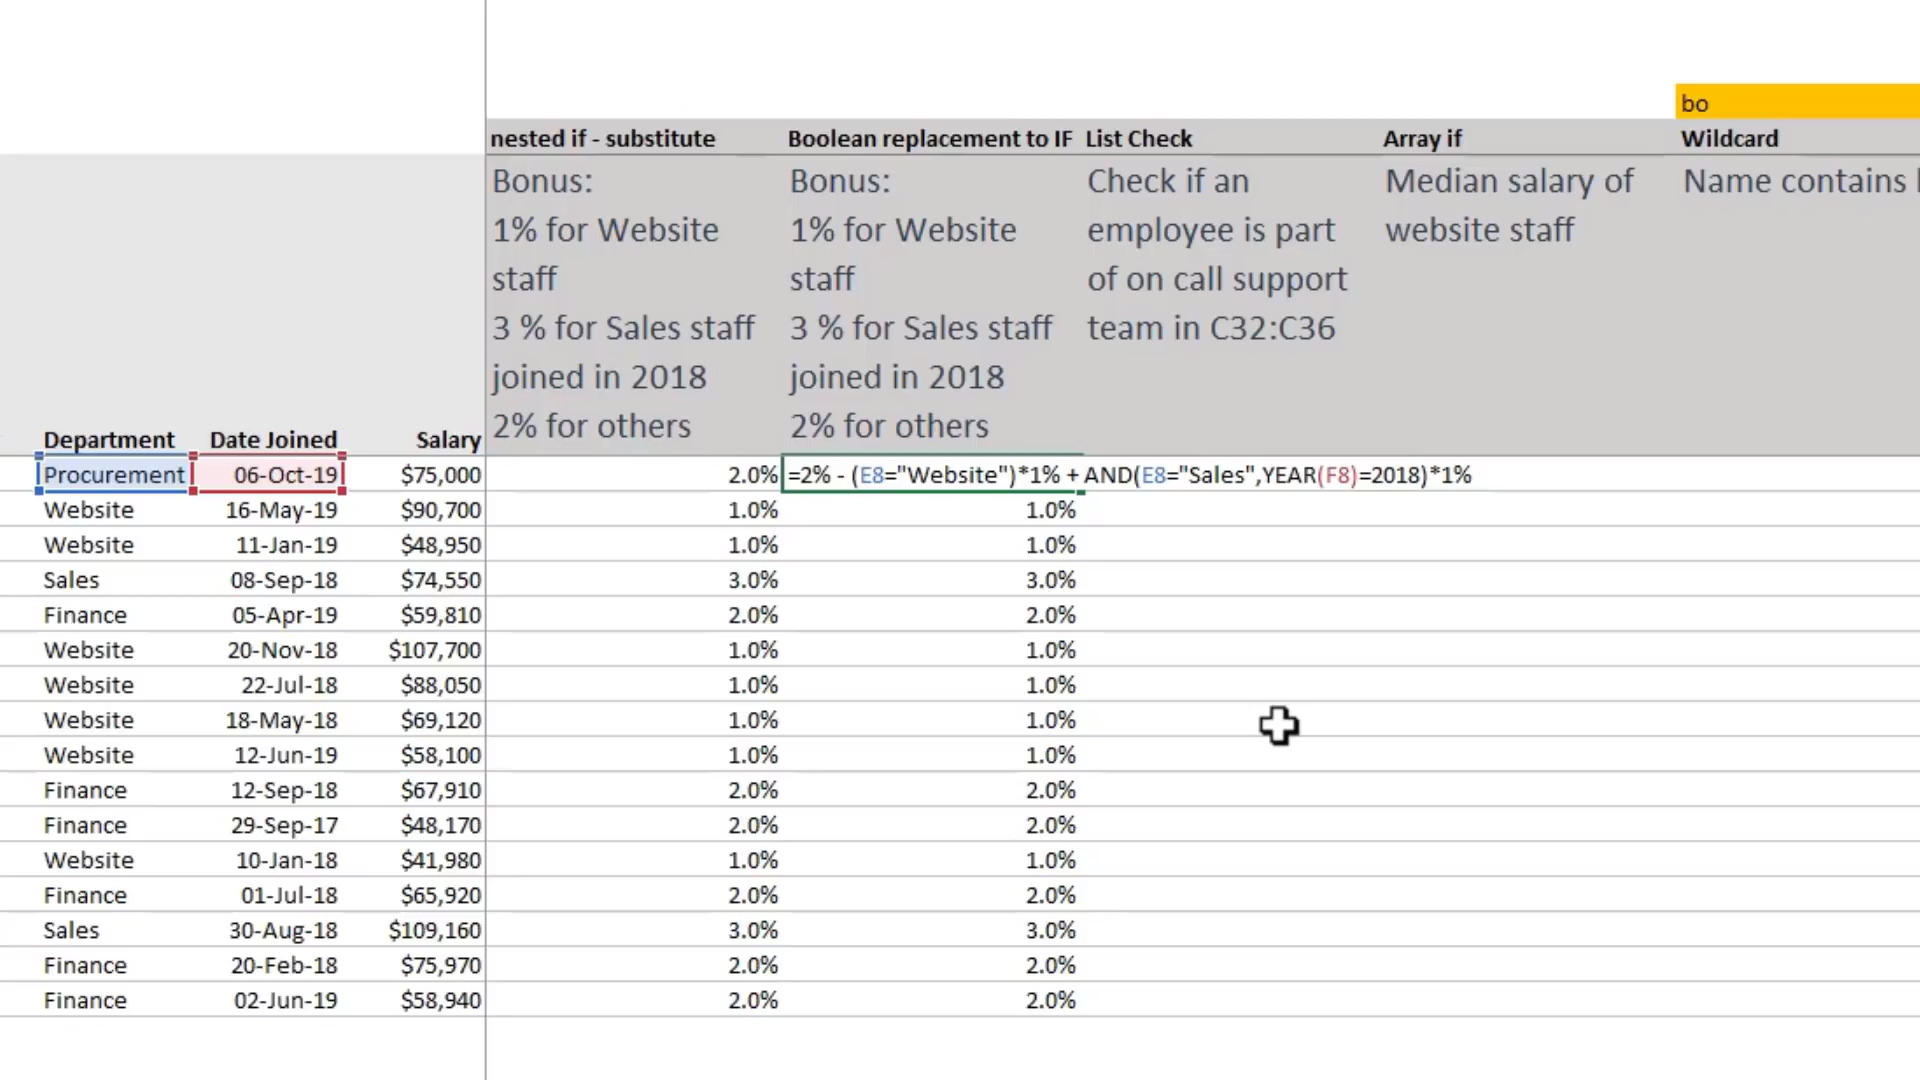 bo
nested if - substitute Boolean replacement to IF List Check Array if Wildcard
Bonus: Bonus: Check if an Median salary of Name contains
1% for Website 1% for Website employee is part website staff
staff staff of on call support
3 % for Sales staff 3 % for Sales staff team in C32:C36
joined in 2018 joined in 2018
2% for others 2% for others
Department Date Joined Salary
Procurement 06-Oct-19 $75,000 2.0% =2% - (E8="Website")*1% + AND(E8="Sales",YEAR(F8)=2018)*1%
Website 16-May-19 $90,700 1.0% 1.0%
Website 11-Jan-19 $48,950 1.0% 1.0%
Sales 08-Sep-18 $74,550 3.0% 3.0%
Finance 05-Apr-19 $59,810 2.0% 2.0%
Website 20-Nov-18 $107,700 1.0% 1.0%
Website 22-Jul-18 $88,050 1.0% 1.0%
Website 18-May-18 $69,120 1.0% 1.0%
Website 12-Jun-19 $58,100 1.0% 1.0%
Finance 12-Sep-18 $67,910 2.0% 2.0%
Finance 29-Sep-17 $48,170 2.0% 2.0%
Website 10-Jan-18 $41,980 1.0% 1.0%
Finance 01-Jul-18 $65,920 2.0% 2.0%
Sales 30-Aug-18 $109,160 3.0% 3.0%
Finance 20-Feb-18 $75,970 2.0% 2.0%
Finance 02-Jun-19 $58,940 2.0% 2.0%